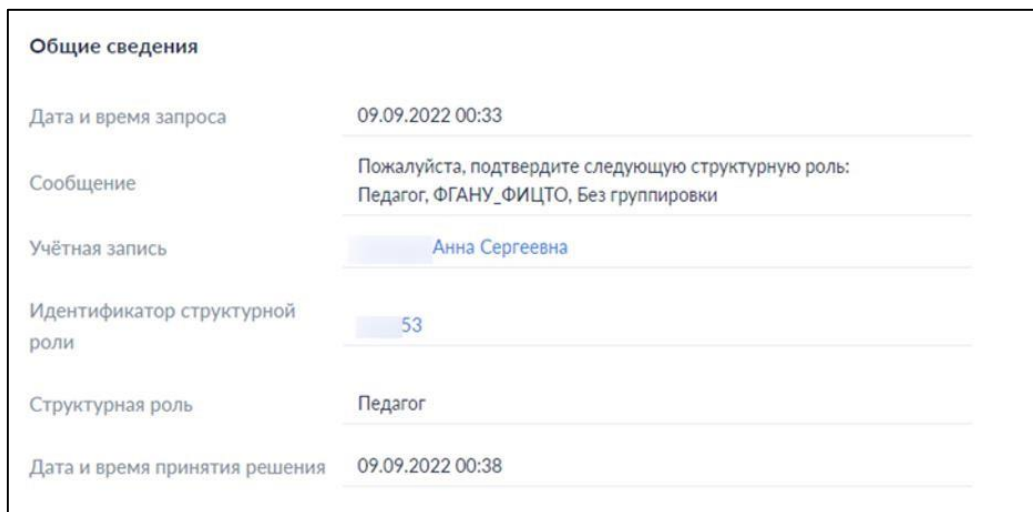 Общие сведения
Дата и время запроса
09.09.2022 00:33
Сообщение
Пожалуйста, подтвердите следующую структурную роль:
Педагог, ФГАНУ_ФИЦТО, Без группировки
Учётная запись
Анна Сергеевна
Идентификатор структурной
роли
53
Структурная роль
Педагог
Дата и время принятия решения
09.09.2022 00:38